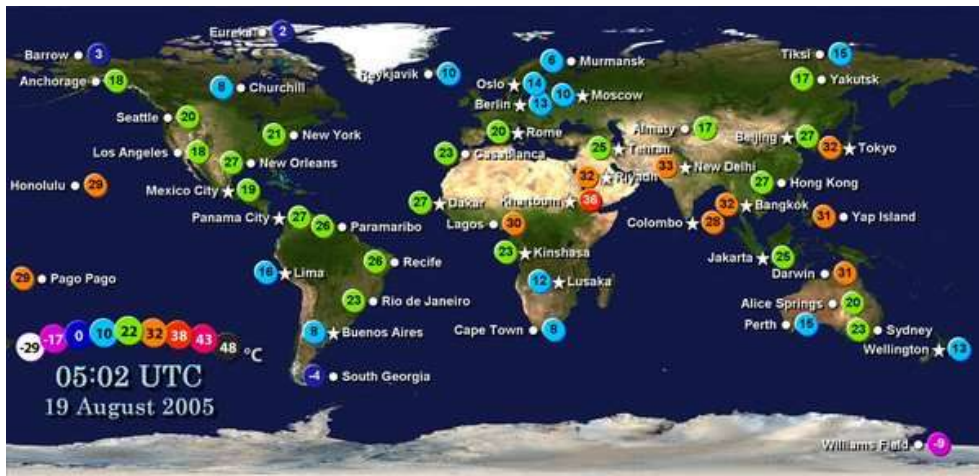 Eureka 2
Barrow 3
Tiksi 15
6 Murmansk
Reykjavik 10
Anchorage 18
17 Yakutsk
8 Churchill
Oslo 14
10 Moscow
Berlin 13
Seattle 20
21 New York
20 Rome
Almaty 17
Beijing 27
32 Tokyo
Los Angeles 18
27 New Orleans
23 Casablanca
25 Tehran
33 New Delhi
Honolulu 29
Mexico City 19
32 Riyadh
27 Hong Kong
27 Dakar
Khartoum 36
32 Bangkok
Panama City 27
26 Paramaribo
Lagos 30
Colombo 28
31 Yap Island
23 Kinshasa
Jakarta 25
26 Recife
29 Pago Pago
16 Lima
12 Lusaka
Darwin 31
23 Rio de Janeiro
Alice Springs 20
8 Buenos Aires
Cape Town 8
Perth 15
23 Sydney
Wellington 13
-29 -17 0 10 22 32 38 43 48 °C
05:02 UTC
19 August 2005
-4 South Georgia
Williams Field -9